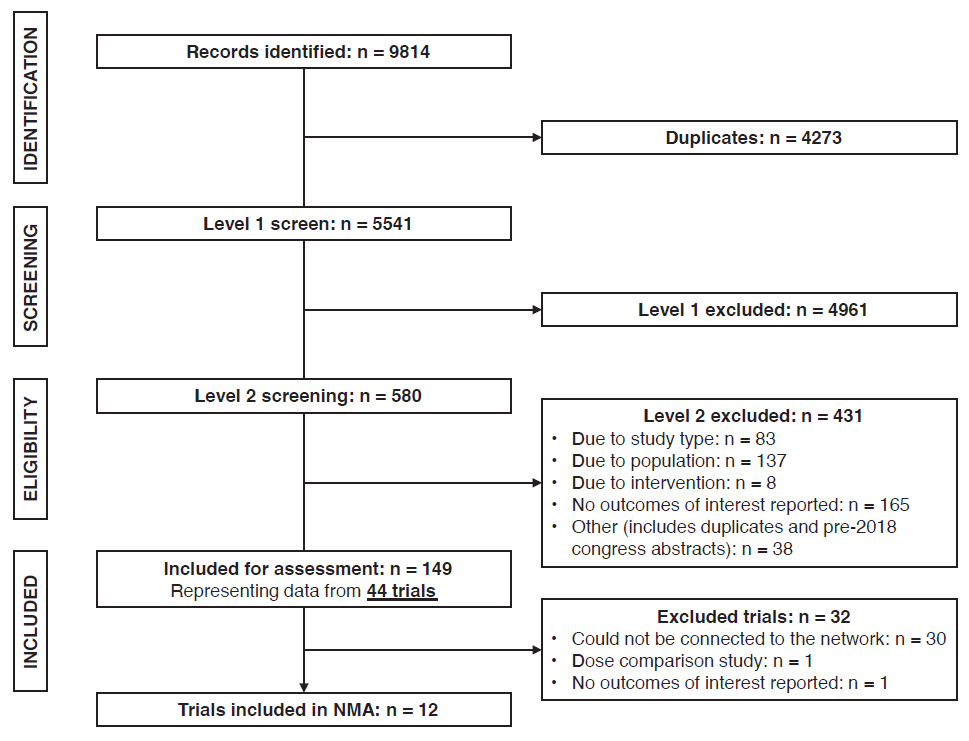 IDENTIFICATION
Records identified: n = 9814
Duplicates: n = 4273
SCREENING
Level 1 screen: n = 5541
Level 1 excluded: n = 4961
ELIGIBILITY
Level 2 screening: n = 580
Level 2 excluded: n = 431
• Due to study type: n = 83
• Due to population: n = 137
• Due to intervention: n = 8
• No outcomes of interest reported: n = 165
• Other (includes duplicates and pre-2018
congress abstracts): n = 38
INCLUDED
Included for assessment: n = 149
Representing data from 44 trials
Excluded trials: n = 32
• Could not be connected to the network: n = 30
• Dose comparison study: n = 1
• No outcomes of interest reported: n = 1
Trials included in NMA: n = 12